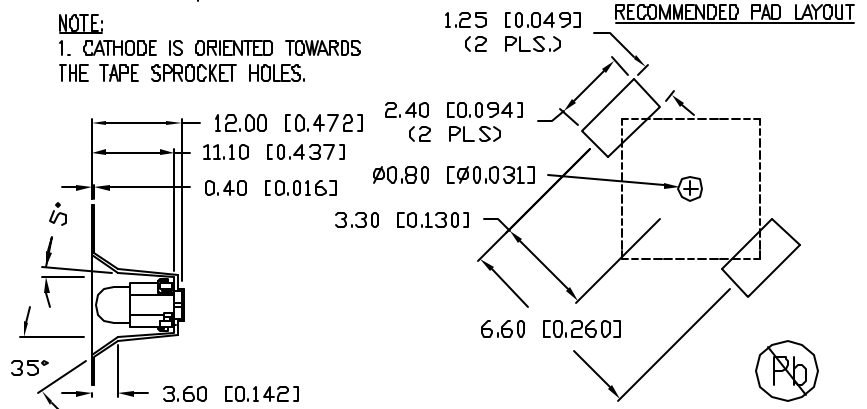 NOTE:
1. CATHODE IS ORIENTED TOWARDS
THE TAPE SPROCKET HOLES.
RECOMMENDED PAD LAYOUT
1.25 [0.049]
(2 PLS.)
2.40 [0.094]
(2 PLS)
Ø0.80 [Ø0.031]
3.30 [0.130]
6.60 [0.260]
12.00 [0.472]
11.10 [0.437]
0.40 [0.016]
5°
35°
3.60 [0.142]
Pb